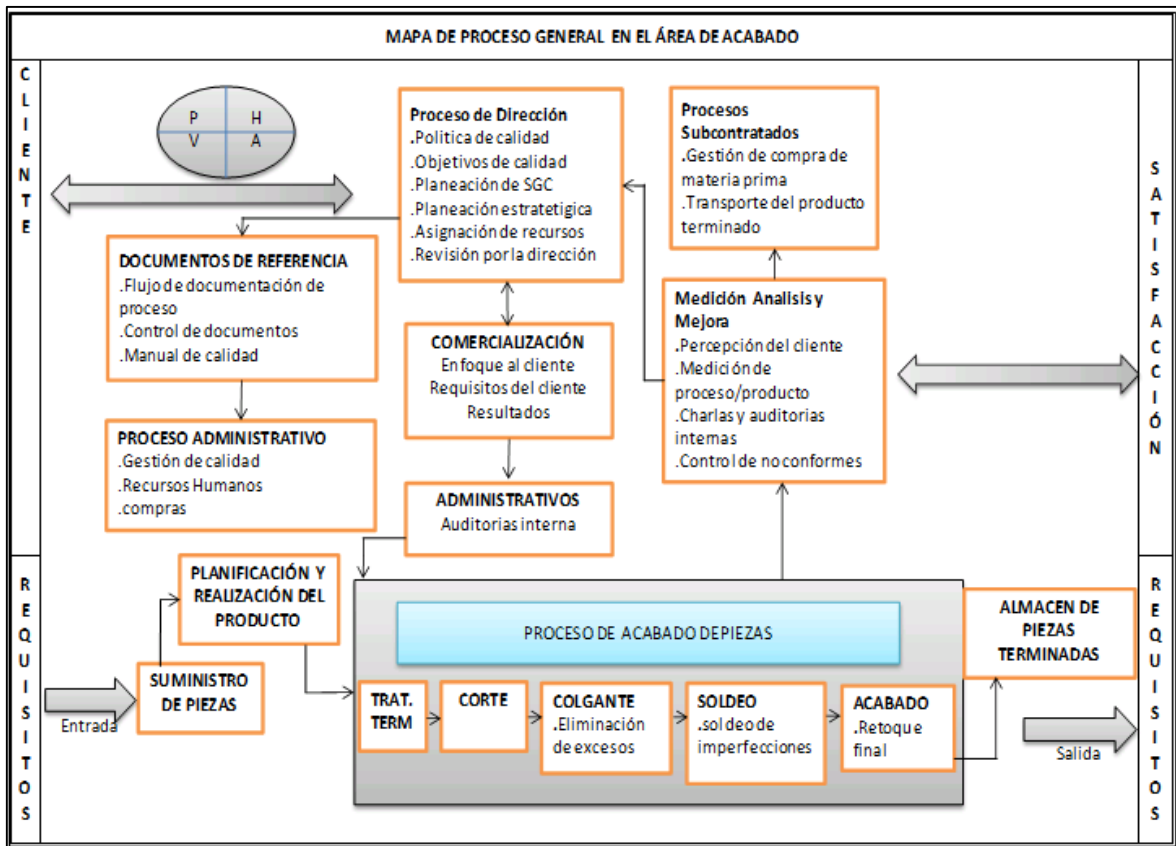 MAPA DE PROCESO GENERAL EN EL ÁREA DE ACABADO
CLIENTE
P H
V A
Proceso de Dirección
.Politica de calidad
.Objetivos de calidad
.Planeación de SGC
.Planeación estratetigica
.Asignación de recursos
.Revisión por la dirección
Procesos
Subcontratados
.Gestión de compra de
materia prima
.Transporte del producto
terminado
SATISFACCIÓN
DOCUMENTOS DE REFERENCIA
.Flujo de documentación de
proceso
.Control de documentos
.Manual de calidad
COMERCIALIZACIÓN
Enfoque al cliente
Requisitos del cliente
Resultados
Medición Analisis y
Mejora
.Percepción del cliente
.Medición de
proceso/producto
.Charlas y auditorias
internas
.Control de no conformes
PROCESO ADMINISTRATIVO
.Gestión de calidad
.Recursos Humanos
.compras
ADMINISTRATIVOS
Auditorias interna
REQUISITOS
PLANIFICACIÓN Y
REALIZACIÓN DEL
PRODUCTO
SUMINISTRO
DE PIEZAS
Entrada
PROCESO DE ACABADO DE PIEZAS
TRAT.
TERM
CORTE
COLGANTE
.Eliminación
de excesos
SOLDEO
.soldeo de
imperfecciones
ACABADO
.Retoque
final
ALMACEN DE
PIEZAS
TERMINADAS
Salida
REQUISITOS